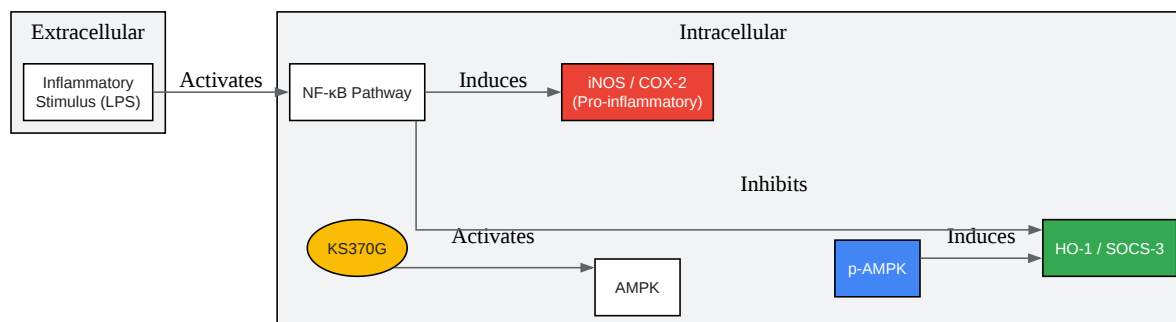 Extracellular
Intracellular
Inflammatory
Stimulus (LPS)
Activates
NF-κB Pathway
Induces
iNOS / COX-2
(Pro-inflammatory)
Inhibits
KS370G
Activates
AMPK
p-AMPK
Induces
HO-1 / SOCS-3